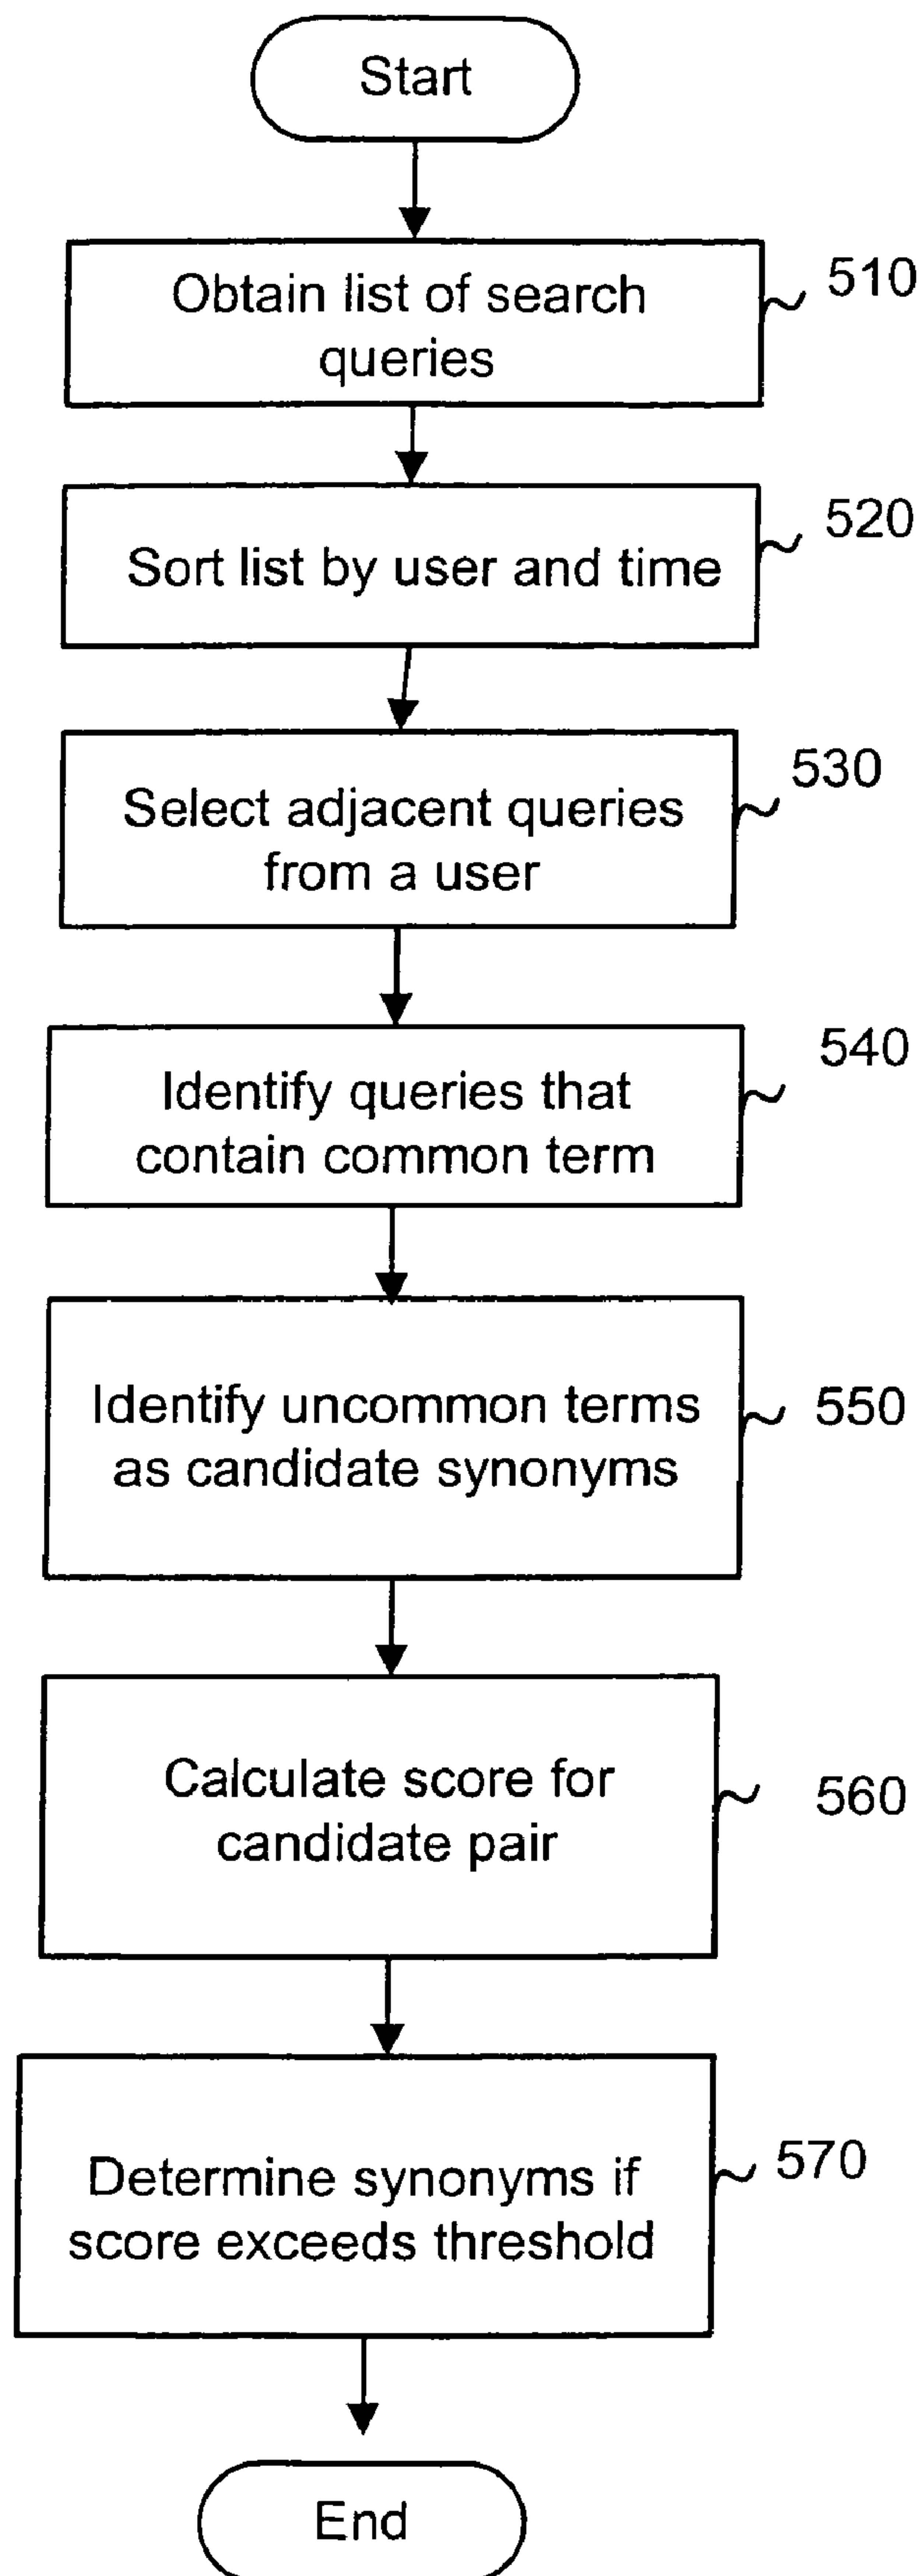 Start
Obtain list of search
queries
510
Sort list by user and time
520
Select adjacent queries
from a user
530
Identify queries that
contain common term
540
Identify uncommon terms
as candidate synonyms
550
Calculate score for
candidate pair
560
Determine synonyms if
score exceeds threshold
570
End